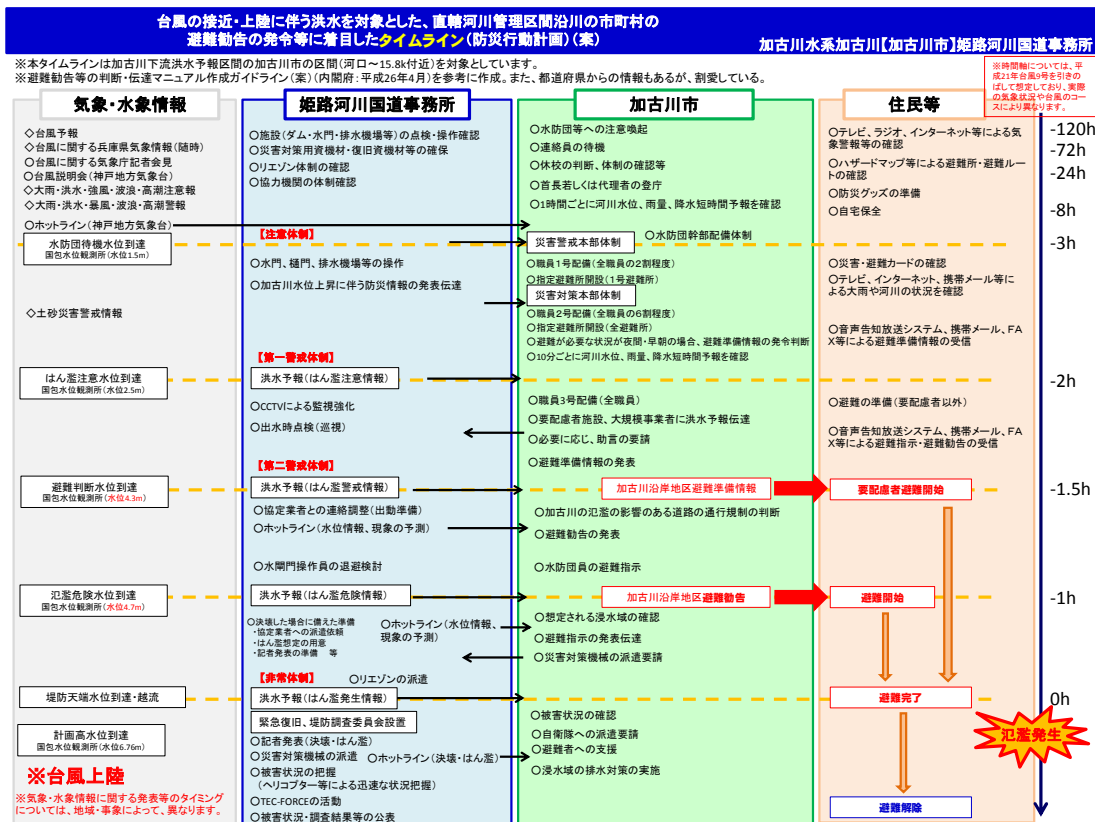 台風の接近・上陸に伴う洪水を対象とした、直轄河川管理区間沿川の市町村の
避難勧告の発令等に着目したタイムライン(防災行動計画)(案)
加古川水系加古川【加古川市】姫路河川国道事務所
※本タイムラインは加古川下流洪水予報区間の加古川市の区間(河口~15.8k付近)を対象としています。
※避難勧告等の判断・伝達マニュアル作成ガイドライン(案)(内閣府:平成26年4月)を参考に作成。また、都道府県からの情報もあるが、割愛している。
※時間軸については、平
成21年台風9号を引きの
ばして想定しており、実際
の気象状況や台風のコー
スにより異なります。
気象・水象情報
◇台風予報
◇台風に関する兵庫県気象情報(随時)
○台風に関する気象庁記者会見
○台風説明会(神戸地方気象台)
◇大雨・洪水・強風・波浪・高潮注意報
◇大雨・洪水・暴風・波浪・高潮警報
○ホットライン(神戸地方気象台)
水防団待機水位到達
国包水位観測所(水位1.5m)
◇土砂災害警戒情報
はん濫注意水位到達
国包水位観測所(水位2.5m)
避難判断水位到達
国包水位観測所(水位4.3m)
氾濫危険水位到達
国包水位観測所(水位4.7m)
堤防天端水位到達・越流
計画高水位到達
国包水位観測所(水位6.76m)
※台風上陸
※気象・水象情報に関する発表等のタイミング
については、地域・事象によって、異なります。
姫路河川国道事務所
○施設(ダム・水門・排水機場等)の点検・操作確認
○災害対策用資機材・復旧資機材等の確保
○リエゾン体制の確認
○協力機関の体制確認
【注意体制】
○水門、樋門、排水機場等の操作
○加古川水位上昇に伴う防災情報の発表伝達
【第一警戒体制】
洪水予報(はん濫注意情報)
○CCTVによる監視強化
○出水時点検(巡視)
【第二警戒体制】
洪水予報(はん濫警戒情報)
○協定業者との連絡調整(出動準備)
○ホットライン(水位情報、現象の予測)
○水閘門操作員の退避検討
洪水予報(はん濫危険情報)
○決壊した場合に備えた準備
・協定業者への派遣依頼
・はん濫想定の用意
・記者発表の準備 等
○ホットライン(水位情報、
現象の予測)
【非常体制】
○リエゾンの派遣
洪水予報(はん濫発生情報)
緊急復旧、堤防調査委員会設置
○記者発表(決壊・はん濫)
○災害対策機械の派遣
○ホットライン(決壊・はん濫)
○被害状況の把握
(ヘリコプター等による迅速な状況把握)
○TEC-FORCEの活動
○被害状況・調査結果等の公表
加古川市
○水防団等への注意喚起
○連絡員の待機
○休校の判断、体制の確認等
○首長若しくは代理者の登庁
○1時間ごとに河川水位、雨量、降水短時間予報を確認
災害警戒本部体制
○水防団幹部配備体制
○職員1号配備(全職員の2割程度)
○指定避難所開設(1号避難所)
災害対策本部体制
○職員2号配備(全職員の6割程度)
○指定避難所開設(全避難所)
○避難が必要な状況が夜間・早朝の場合、避難準備情報の発令判断
○10分ごとに河川水位、雨量、降水短時間予報を確認
○職員3号配備(全職員)
○要配慮者施設、大規模事業者に洪水予報伝達
○必要に応じ、助言の要請
○避難準備情報の発表
加古川沿岸地区避難準備情報
○加古川の氾濫の影響のある道路の通行規制の判断
○避難勧告の発表
○水防団員の避難指示
加古川沿岸地区避難勧告
○想定される浸水域の確認
○避難指示の発表伝達
○災害対策機械の派遣要請
○被害状況の確認
○自衛隊への派遣要請
○避難者への支援
○浸水域の排水対策の実施
住民等
○テレビ、ラジオ、インターネット等による気
象警報等の確認
○ハザードマップ等による避難所・避難ルー
トの確認
○防災グッズの準備
○自宅保全
○災害・避難カードの確認
○テレビ、インターネット、携帯メール等に
よる大雨や河川の状況を確認
○音声告知放送システム、携帯メール、FA
X等による避難準備情報の受信
○避難の準備(要配慮者以外)
○音声告知放送システム、携帯メール、FA
X等による避難指示・避難勧告の受信
要配慮者避難開始
避難開始
避難完了
避難解除
-120h
-72h
-24h
-8h
-3h
-2h
-1.5h
-1h
0h
氾濫発生